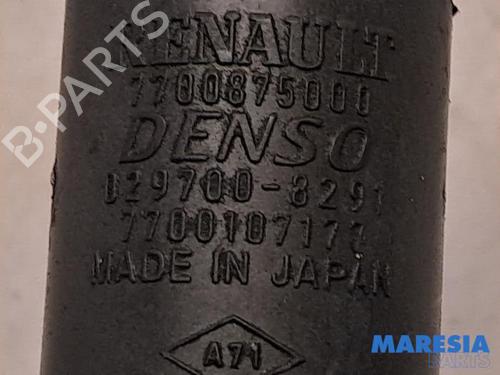 RENAULT
7700875000
DENSO
029700-8291
7700107177
MADE IN JAPAN
A71
B-PARTS
MARESIA
PARTS